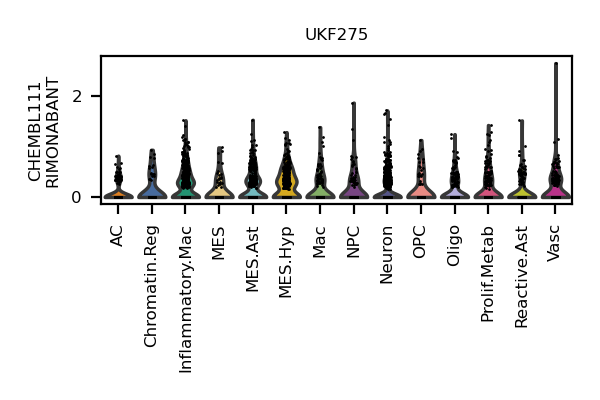 UKF275
CHEMBL111
RIMONABANT
2
0
AC
Chromatin.Reg
Inflammatory.Mac
MES
MES.Ast
MES.Hyp
Mac
NPC
Neuron
OPC
Oligo
Prolif.Metab
Reactive.Ast
Vasc